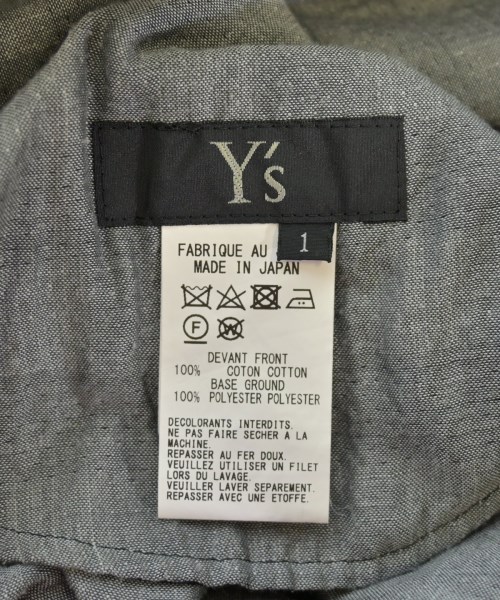 Y's
1
FABRIQUE AU
MADE IN JAPAN
F
W
DEVANT FRONT
100% COTON COTTON
BASE GROUND
100% POLYESTER POLYESTER
DECOLORANTS INTERDITS.
NE PAS FAIRE SECHER A LA
MACHINE.
REPASSER AU FER DOUX.
VEUILLEZ UTILISER UN FILET
LORS DU LAVAGE.
VEUILLER LAVER SEPAREMENT.
REPASSER AVEC UNE ETOFFE.